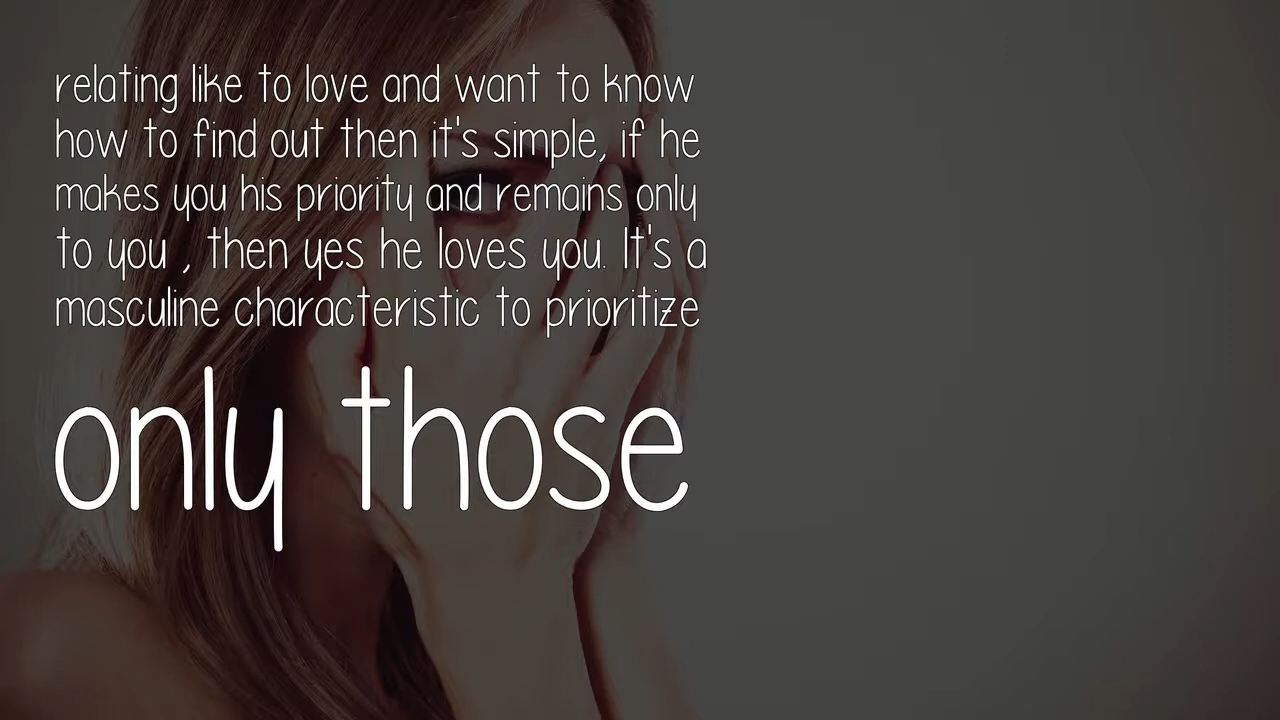 relating like to love and want to know
how to find out then it's simple, if he
makes you his priority and remains only
to you , then yes he loves you. It's a
masculine characteristic to prioritize
only those